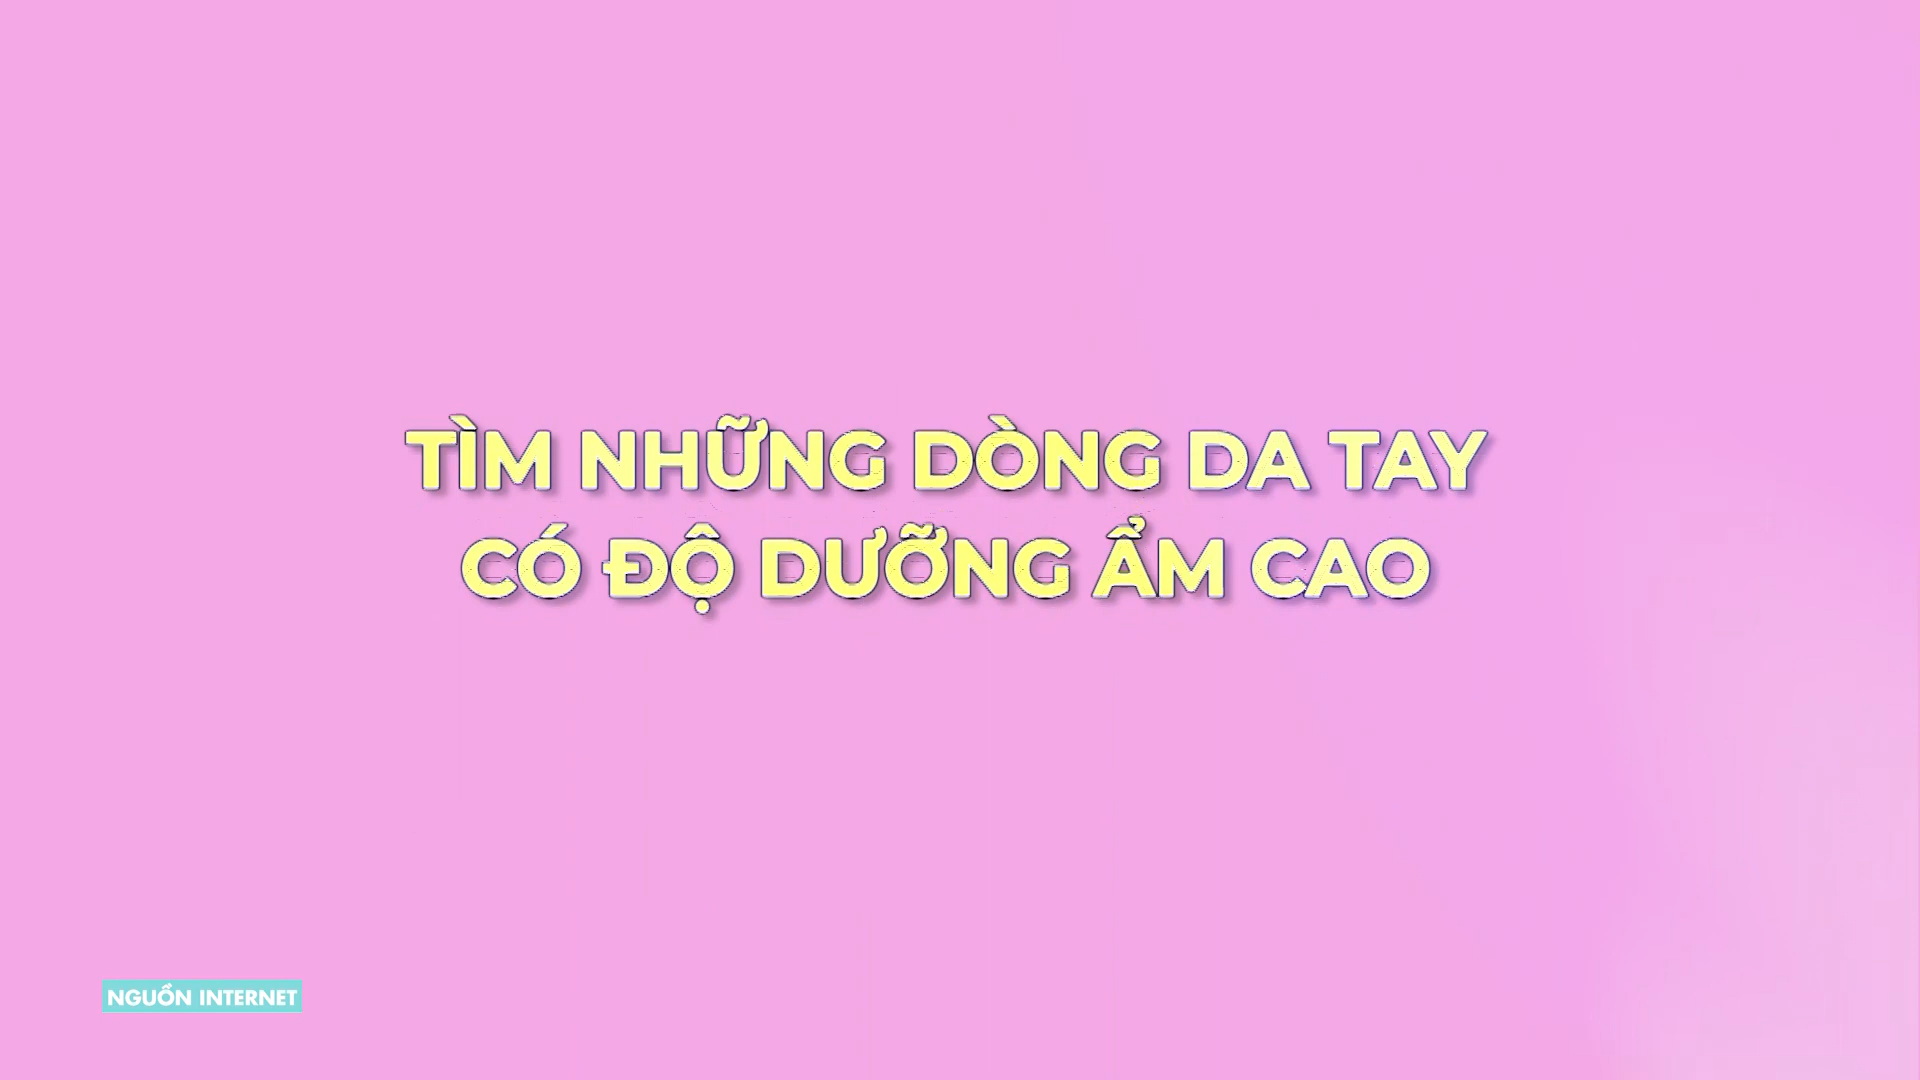 TÌM NHỮNG DÒNG DA TAY
CÓ ĐỘ DƯỠNG ẨM CAO
NGUỒN INTERNET